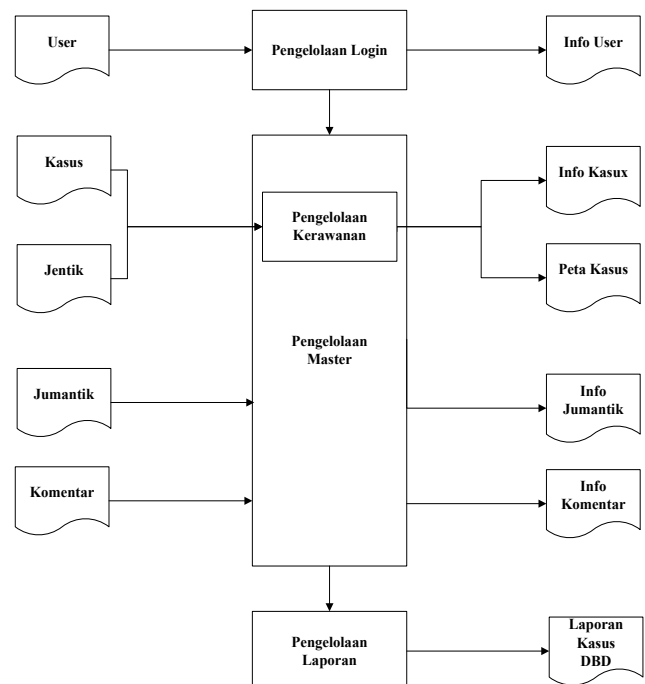 User
Pengelolaan Login
Info User
Kasus
Info Kasux
Pengelolaan
Kerawanan
Jentik
Peta Kasus
Pengelolaan
Master
Jumantik
Info
Jumantik
Komentar
Info
Komentar
Pengelolaan
Laporan
Laporan
Kasus
DBD